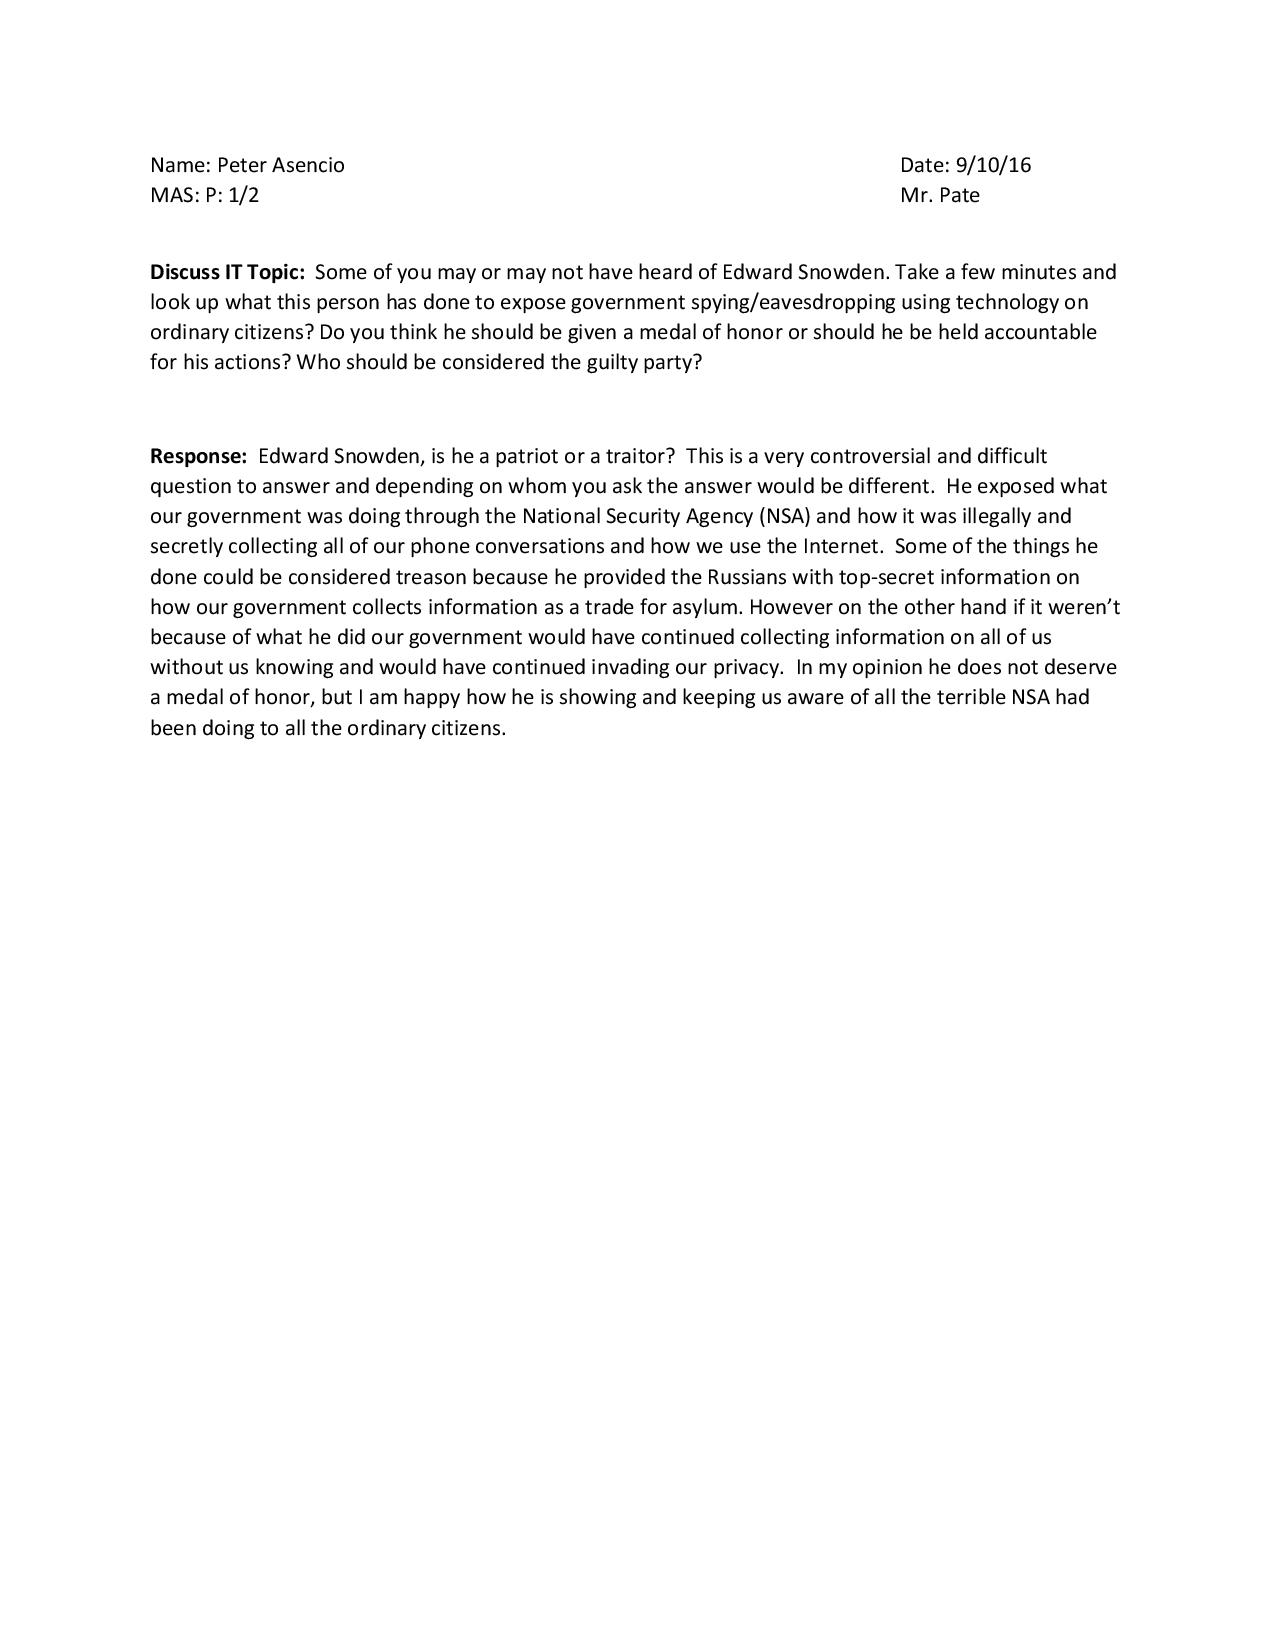 Name: Peter Asencio Date: 9/10/16
MAS: P: 1/2 Mr. Pate
Discuss IT Topic: Some of you may or may not have heard of Edward Snowden. Take a few minutes and
look up what this person has done to expose government spying/eavesdropping using technology on
ordinary citizens? Do you think he should be given a medal of honor or should he be held accountable
for his actions? Who should be considered the guilty party?
Response: Edward Snowden, is he a patriot or a traitor? This is a very controversial and difficult
question to answer and depending on whom you ask the answer would be different. He exposed what
our government was doing through the National Security Agency (NSA) and how it was illegally and
secretly collecting all of our phone conversations and how we use the Internet. Some of the things he
done could be considered treason because he provided the Russians with top-secret information on
how our government collects information as a trade for asylum. However on the other hand if it weren’t
because of what he did our government would have continued collecting information on all of us
without us knowing and would have continued invading our privacy. In my opinion he does not deserve
a medal of honor, but I am happy how he is showing and keeping us aware of all the terrible NSA had
been doing to all the ordinary citizens.